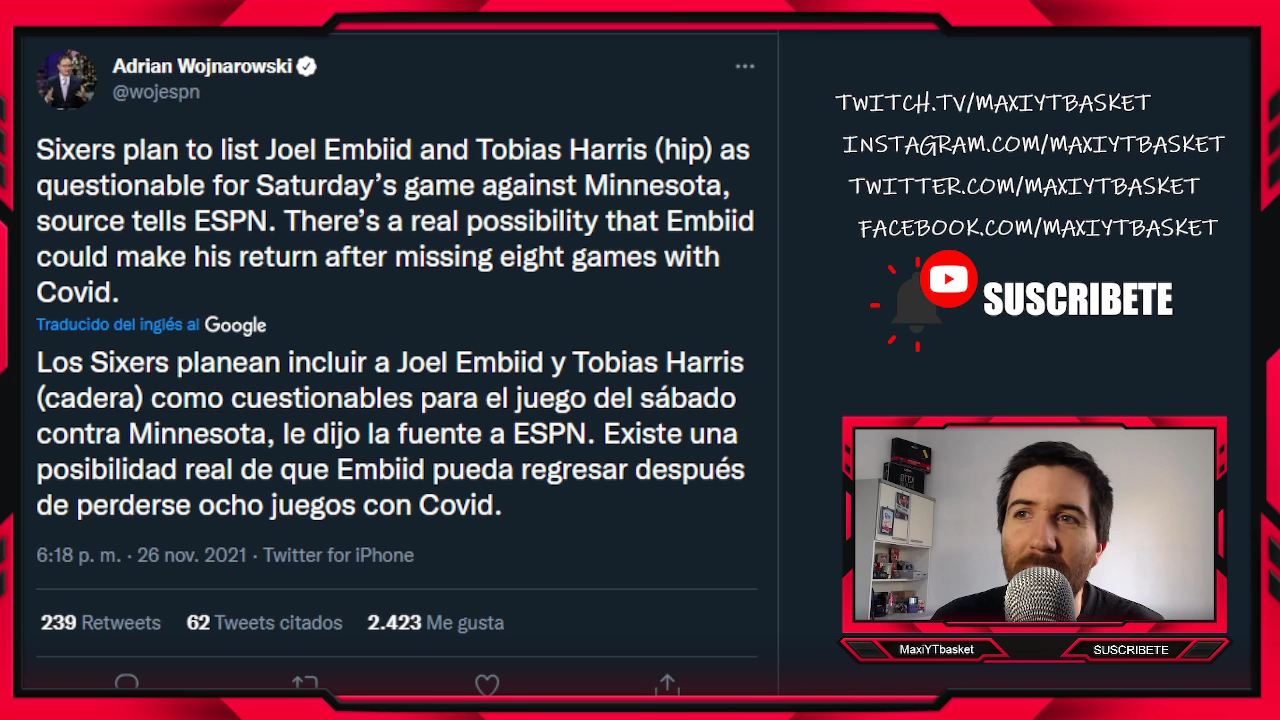 Adrian Wojnarowski
@wojespn
Sixers plan to list Joel Embiid and Tobias Harris (hip) as
questionable for Saturday’s game against Minnesota,
source tells ESPN. There’s a real possibility that Embiid
could make his return after missing eight games with
Covid.
Traducido del inglés al Google
Los Sixers planean incluir a Joel Embiid y Tobias Harris
(cadera) como cuestionables para el juego del sábado
contra Minnesota, le dijo la fuente a ESPN. Existe una
posibilidad real de que Embiid pueda regresar después
de perderse ocho juegos con Covid.
6:18 p. m. · 26 nov. 2021 · Twitter for iPhone
239 Retweets 62 Tweets citados 2.423 Me gusta
TWITCH.TV/MAXIYTBASKET
INSTAGRAM.COM/MAXIYTBASKET
TWITTER.COM/MAXIYTBASKET
FACEBOOK.COM/MAXIYTBASKET
SUSCRIBETE
MaxiYTbasket
SUSCRIBETE